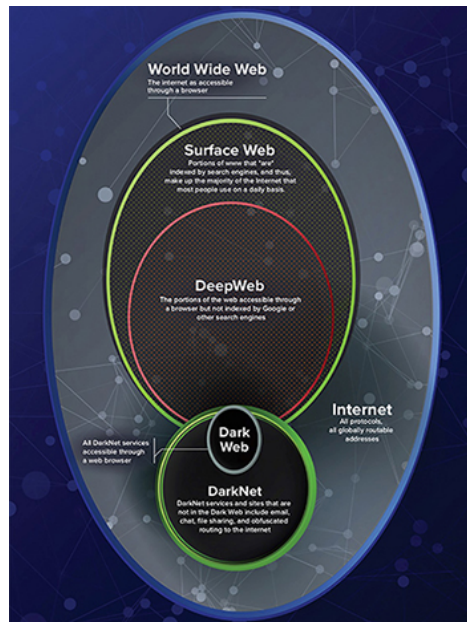 World Wide Web
The internet as accessible
through a browser
Surface Web
Portions of www that *are*
indexed by search engines, and thus,
make up the majority of the Internet that
most people use on a daily basis.
DeepWeb
The portions of the web accessible through
a browser but not indexed by Google or
other search engines
Internet
All protocols,
all globally routable
addresses
Dark
Web
All DarkNet services
accessible through
a web browser
DarkNet
DarkNet services and sites that are
not in the Dark Web include email,
chat, file sharing, and obfuscated
routing to the internet